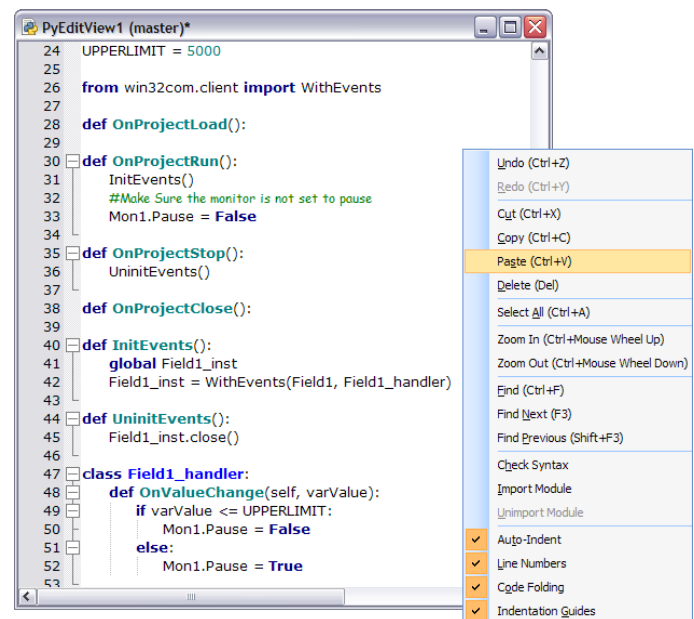 PyEditView1 (master)*
24 UPPERLIMIT = 5000
25
26 from win32com.client import WithEvents
27
28 def OnProjectLoad():
29
30 def OnProjectRun():
31 InitEvents()
32 #Make Sure the monitor is not set to pause
33 Mon1.Pause = False
34
35 def OnProjectStop():
36 UninitEvents()
37
38 def OnProjectClose():
39
40 def InitEvents():
41 global Field1_inst
42 Field1_inst = WithEvents(Field1, Field1_handler)
43
44 def UninitEvents():
45 Field1_inst.close()
46
47 class Field1_handler:
48 def OnValueChange(self, varValue):
49 if varValue <= UPPERLIMIT:
50 Mon1.Pause = False
51 else:
52 Mon1.Pause = True
53
Undo (Ctrl+Z)
Redo (Ctrl+Y)
Cut (Ctrl+X)
Copy (Ctrl+C)
Paste (Ctrl+V)
Delete (Del)
Select All (Ctrl+A)
Zoom In (Ctrl+Mouse Wheel Up)
Zoom Out (Ctrl+Mouse Wheel Down)
Find (Ctrl+F)
Find Next (F3)
Find Previous (Shift+F3)
Check Syntax
Import Module
Unimport Module
Auto-Indent
Line Numbers
Code Folding
Indentation Guides